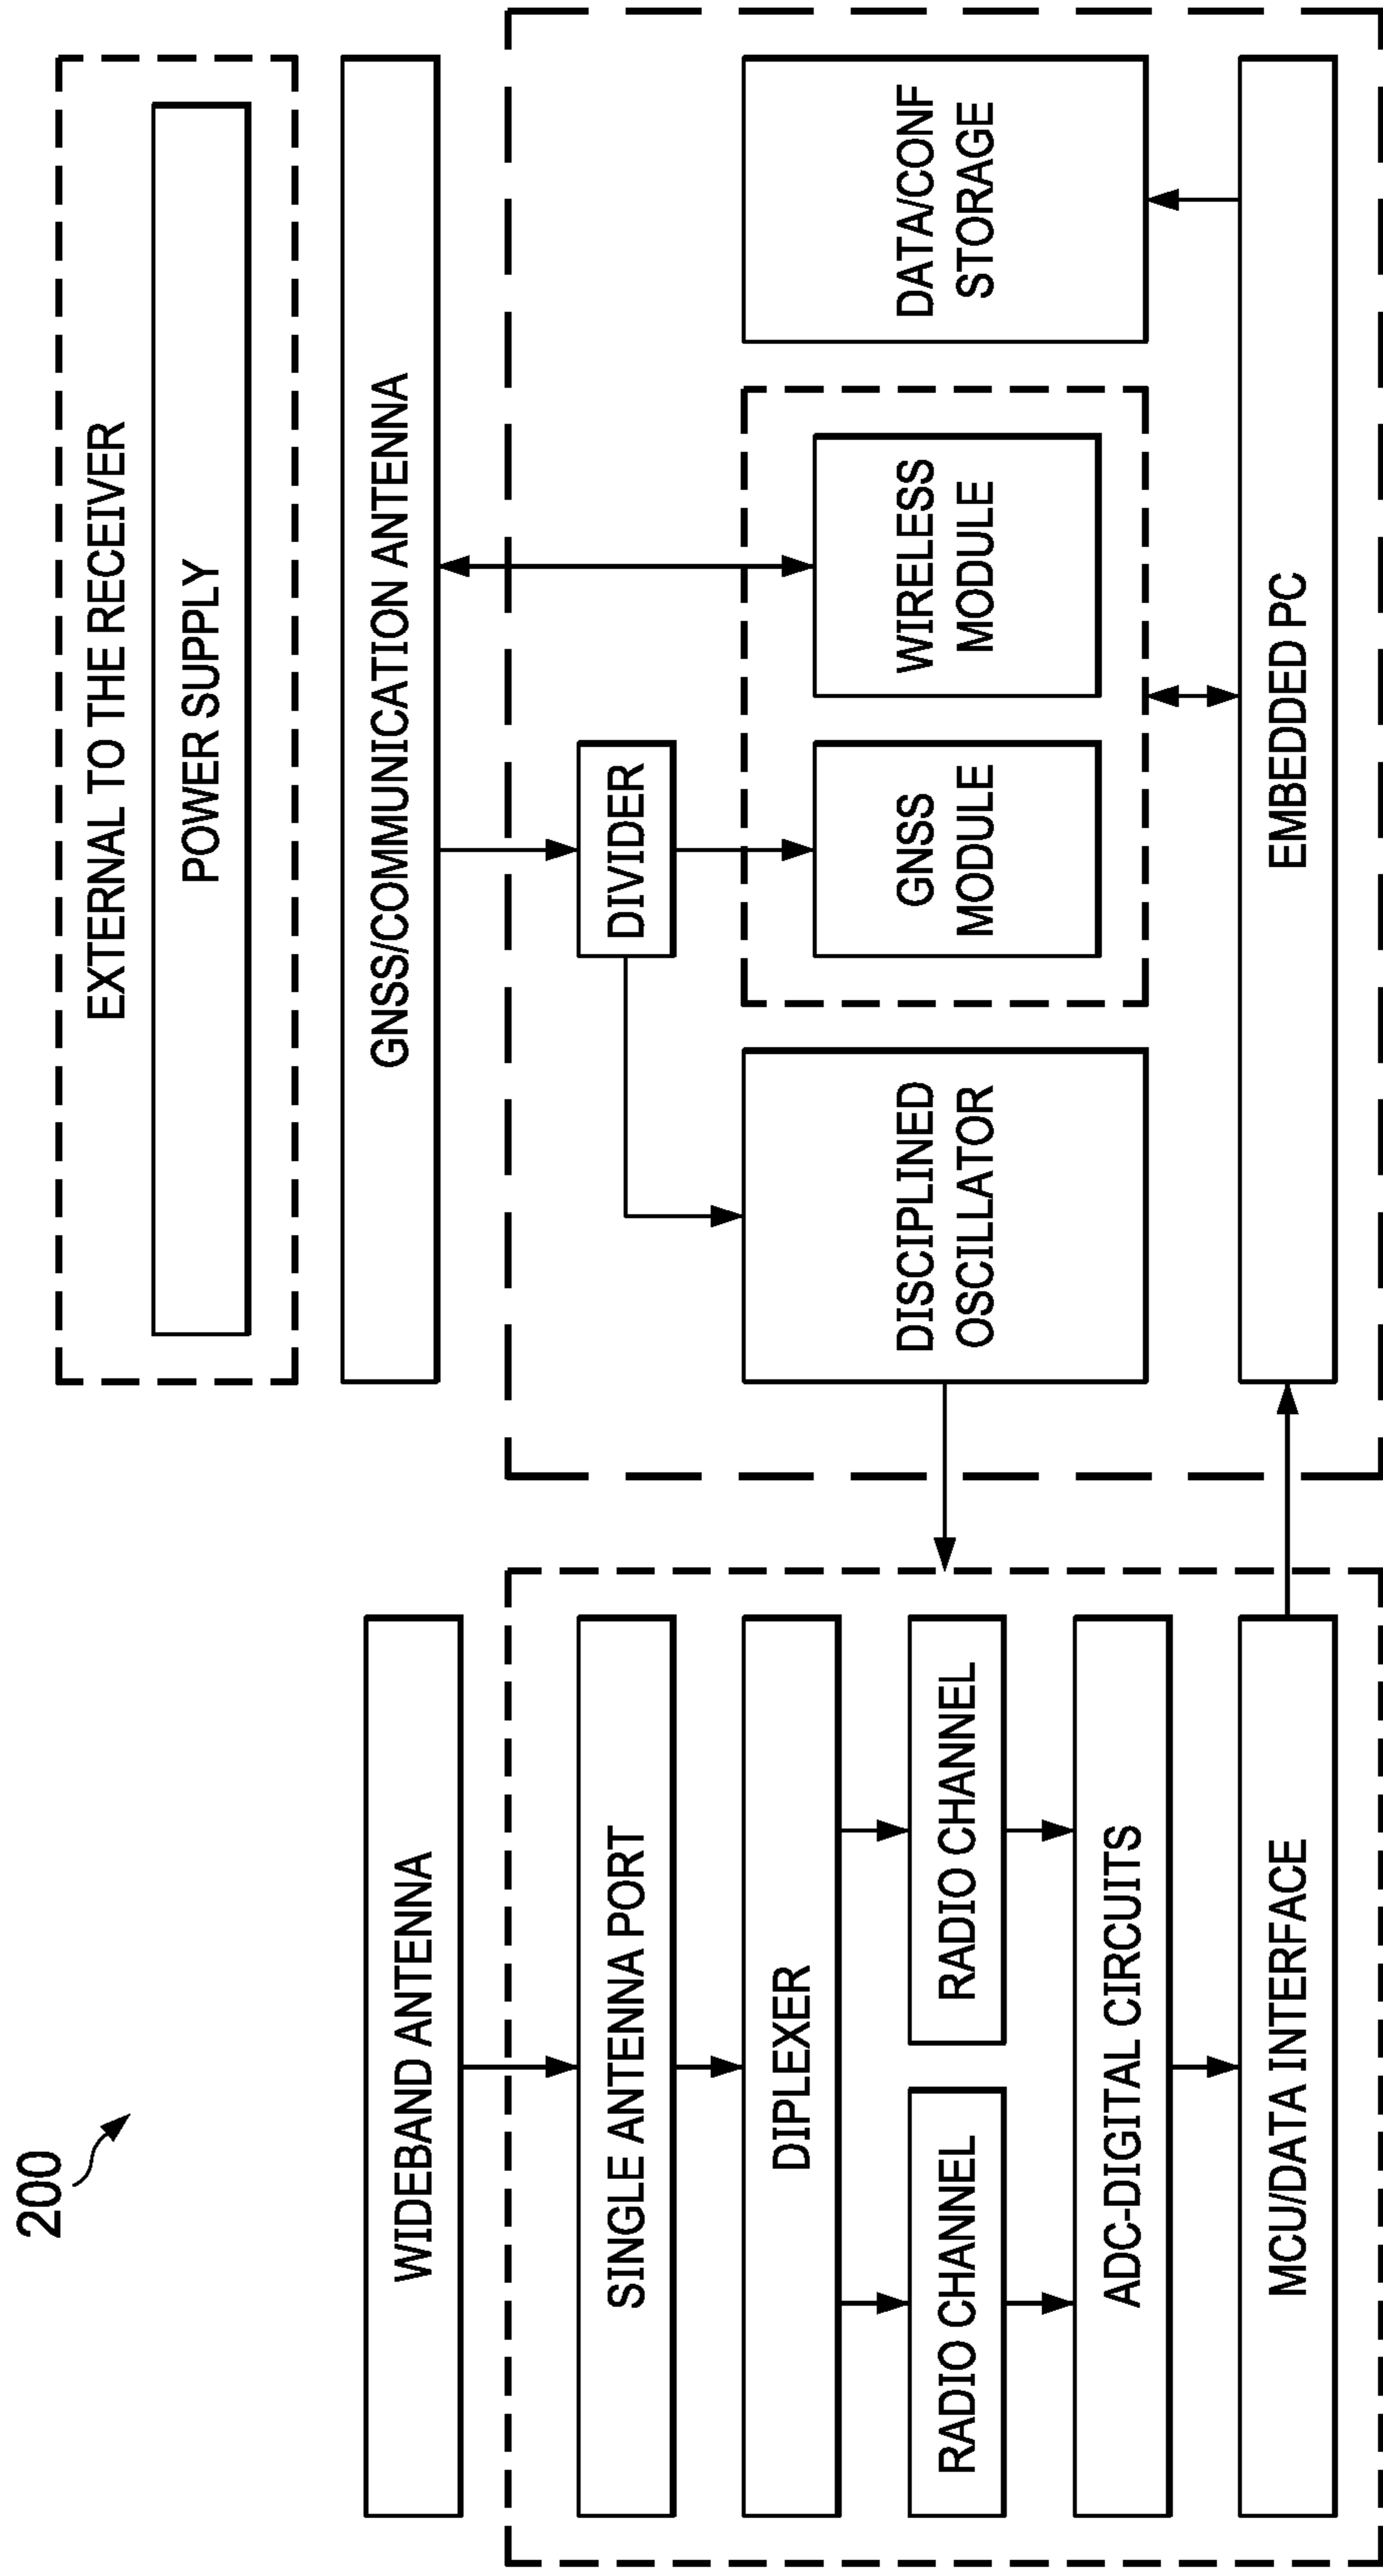 200
EXTERNAL TO THE RECEIVER
POWER SUPPLY
WIDEBAND ANTENNA
GNSS/COMMUNICATION ANTENNA
SINGLE ANTENNA PORT
DIVIDER
DIPLEXER
RADIO CHANNEL
RADIO CHANNEL
DISCIPLINED
OSCILLATOR
GNSS
MODULE
WIRELESS
MODULE
DATA/CONF
STORAGE
ADC-DIGITAL CIRCUITS
MCU/DATA INTERFACE
EMBEDDED PC